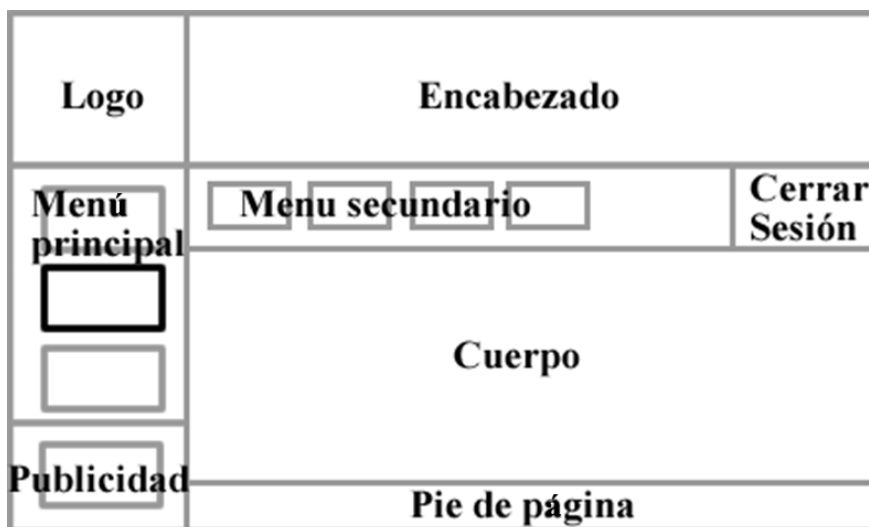 Logo
Encabezado
Menú
principal
Menu secundario
Cerrar
Sesión
Cuerpo
Publicidad
Pie de página